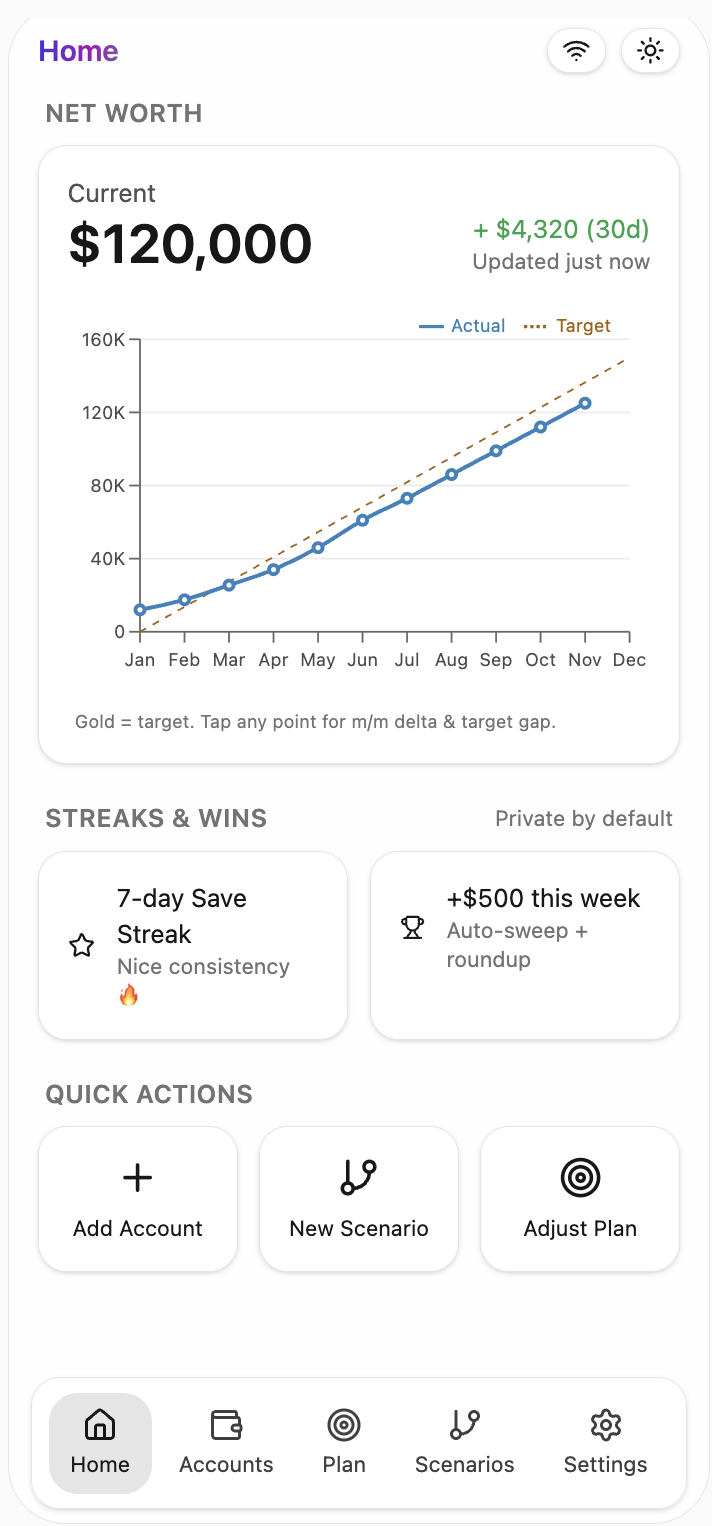 Home
NET WORTH
Current
$120,000
+ $4,320 (30d)
Updated just now
Actual
Target
160K
120K
80K
40K
0
Jan Feb Mar Apr May Jun Jul Aug Sep Oct Nov Dec
Gold = target. Tap any point for m/m delta & target gap.
STREAKS & WINS
Private by default
7-day Save
Streak
Nice consistency
🔥
+$500 this week
Auto-sweep +
roundup
QUICK ACTIONS
Add Account
New Scenario
Adjust Plan
Home
Accounts
Plan
Scenarios
Settings